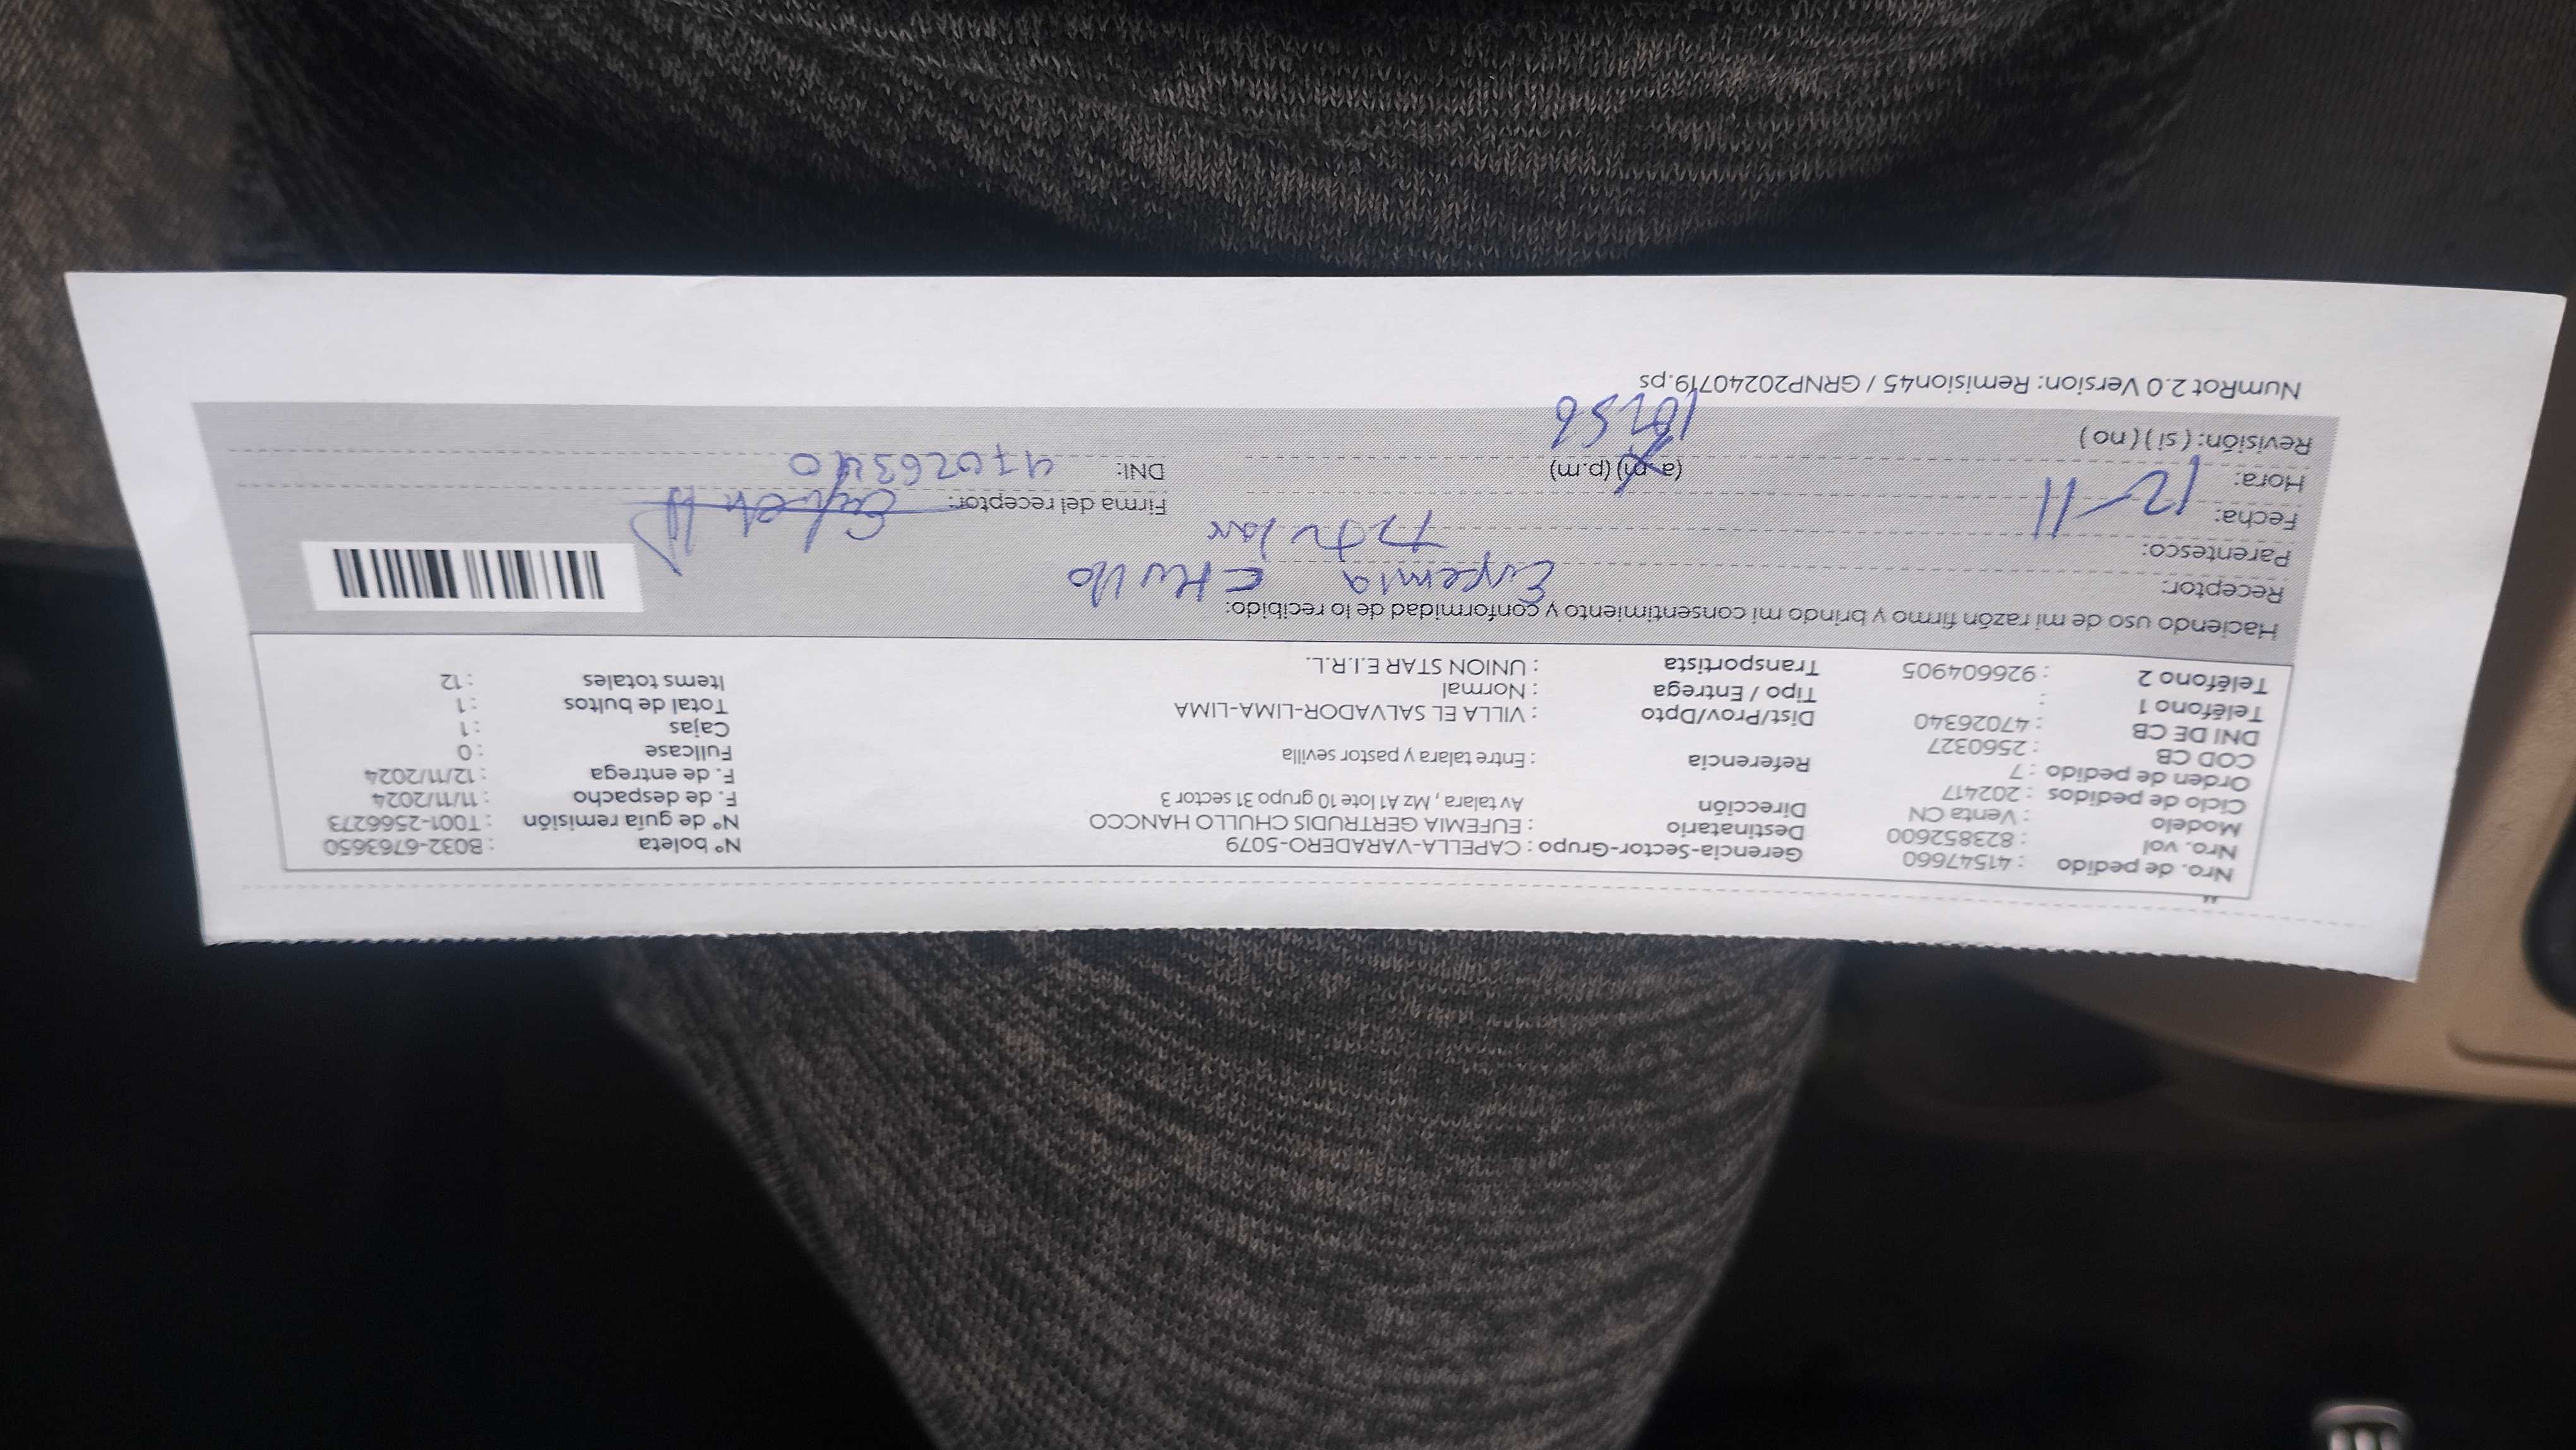 Nro. de pedido : 41547660 Gerencia-Sector-Grupo : CAPELLA-VARADERO-5079 Nº boleta : B032-6763650
Nro. vol : 823852600 Destinatario : EUFEMIA GERTRUDIS CHULLO HANCCO Nº de guía remisión : T001-2566273
Modelo : Venta CN Dirección Av talara , Mz A1 lote 10 grupo 31 sector 3 F. de despacho : 11/11/2024
Ciclo de pedidos : 202417 F. de entrega : 12/11/2024
Orden de pedido : 7 Referencia : Entre talara y pastor sevilla Fullcase : 0
COD CB : 2560327 Cajas : 1
DNI DE CB : 47026340 Dist/Prov/Dpto : VILLA EL SALVADOR-LIMA-LIMA Total de bultos : 1
Teléfono 1 : Tipo / Entrega : Normal Items totales : 12
Teléfono 2 : 926604905 Transportista : UNION STAR E.I.R.L.
Haciendo uso de mi razón firmo y brindo mi consentimiento y conformidad de lo recibido:
Receptor: Eufemia CHullo
Parentesco: Titular
Fecha: 12-11 Firma del receptor:
Hora: (a.m) (p.m) DNI: 47026340
10:56
Revisión: ( si ) ( no )
NumRot 2.0 Version: Remision45 / GRNP20240719.ps